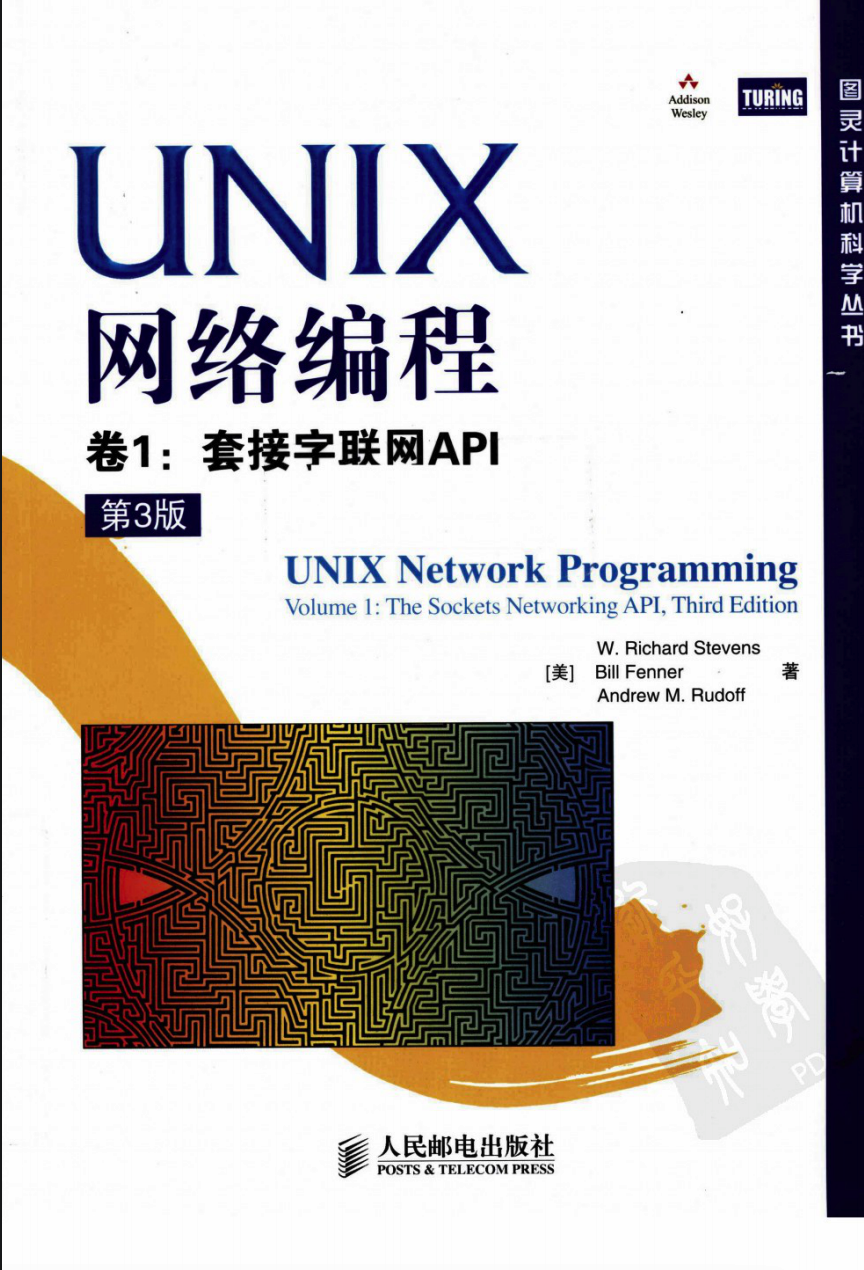 Addison
Wesley
TURING
图灵计算机科学丛书
UNIX
网络编程
卷1：套接字联网API
第3版
UNIX Network Programming
Volume 1: The Sockets Networking API, Third Edition
W. Richard Stevens
[美] Bill Fenner 著
Andrew M. Rudoff
人民邮电出版社
POSTS & TELECOM PRESS
PD